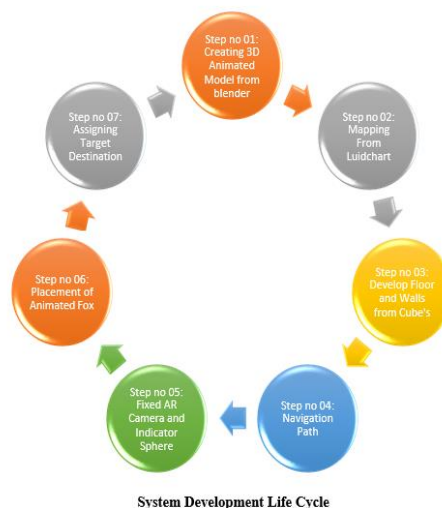 Step no 01:
Creating 3D
Animated
Model from
blender
Step no 02:
Mapping
From
Luidchart
Step no 03:
Develop Floor
and Walls
from Cube's
Step no 04:
Navigation
Path
Step no 05:
Fixed AR
Camera and
Indicator
Sphere
Step no 06:
Placement of
Animated Fox
Step no 07:
Assigning
Target
Destination
System Development Life Cycle